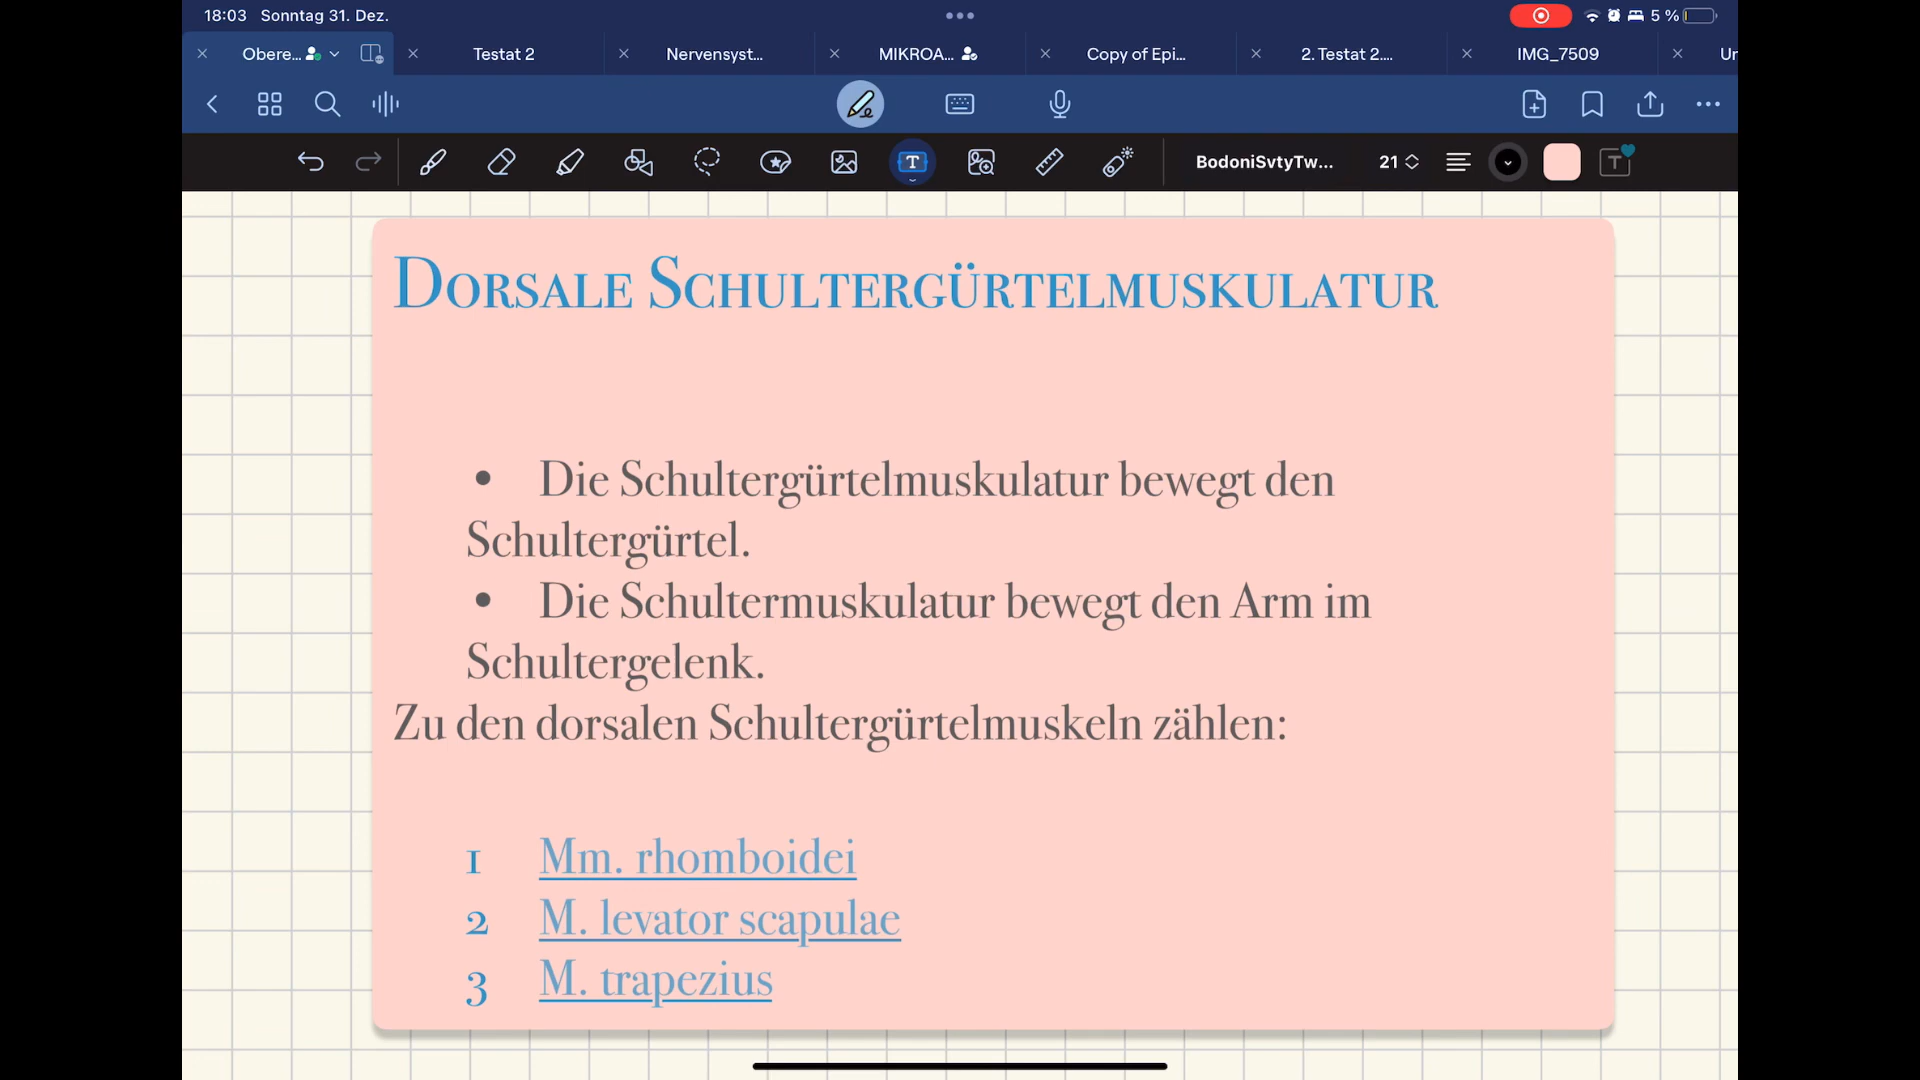 18:03 Sonntag 31. Dez. 5 %
Obere... Testat 2 Nervensyst... MIKROA... Copy of Epi... 2. Testat 2.... IMG_7509 Ur
T BodoniSvtyTw... 21 T
DORSALE SCHULTERGÜRTELMUSKULATUR
• Die Schultergürtelmuskulatur bewegt den
Schultergürtel.
• Die Schultermuskulatur bewegt den Arm im
Schultergelenk.
Zu den dorsalen Schultergürtelmuskeln zählen:
1 Mm. rhomboidei
2 M. levator scapulae
3 M. trapezius